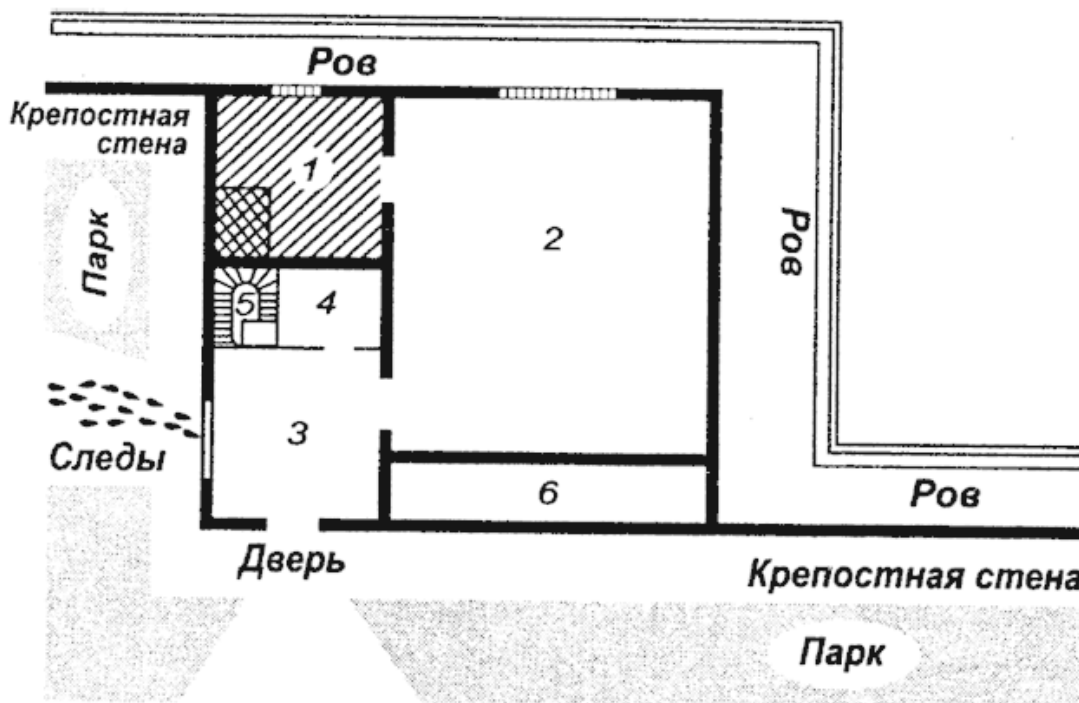 Ров
Крепостная
стена
1
Парк
2
Ров
5
4
Следы
3
6
Ров
Дверь
Крепостная стена
Парк